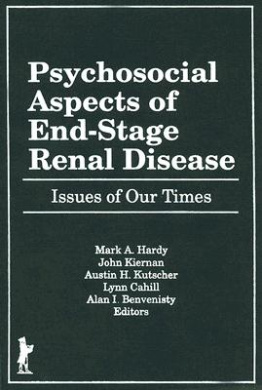 Psychosocial
Aspects of
End-Stage
Renal Disease
Issues of Our Times
Mark A. Hardy
John Kiernan
Austin H. Kutscher
Lynn Cahill
Alan I. Benvenisty
Editors